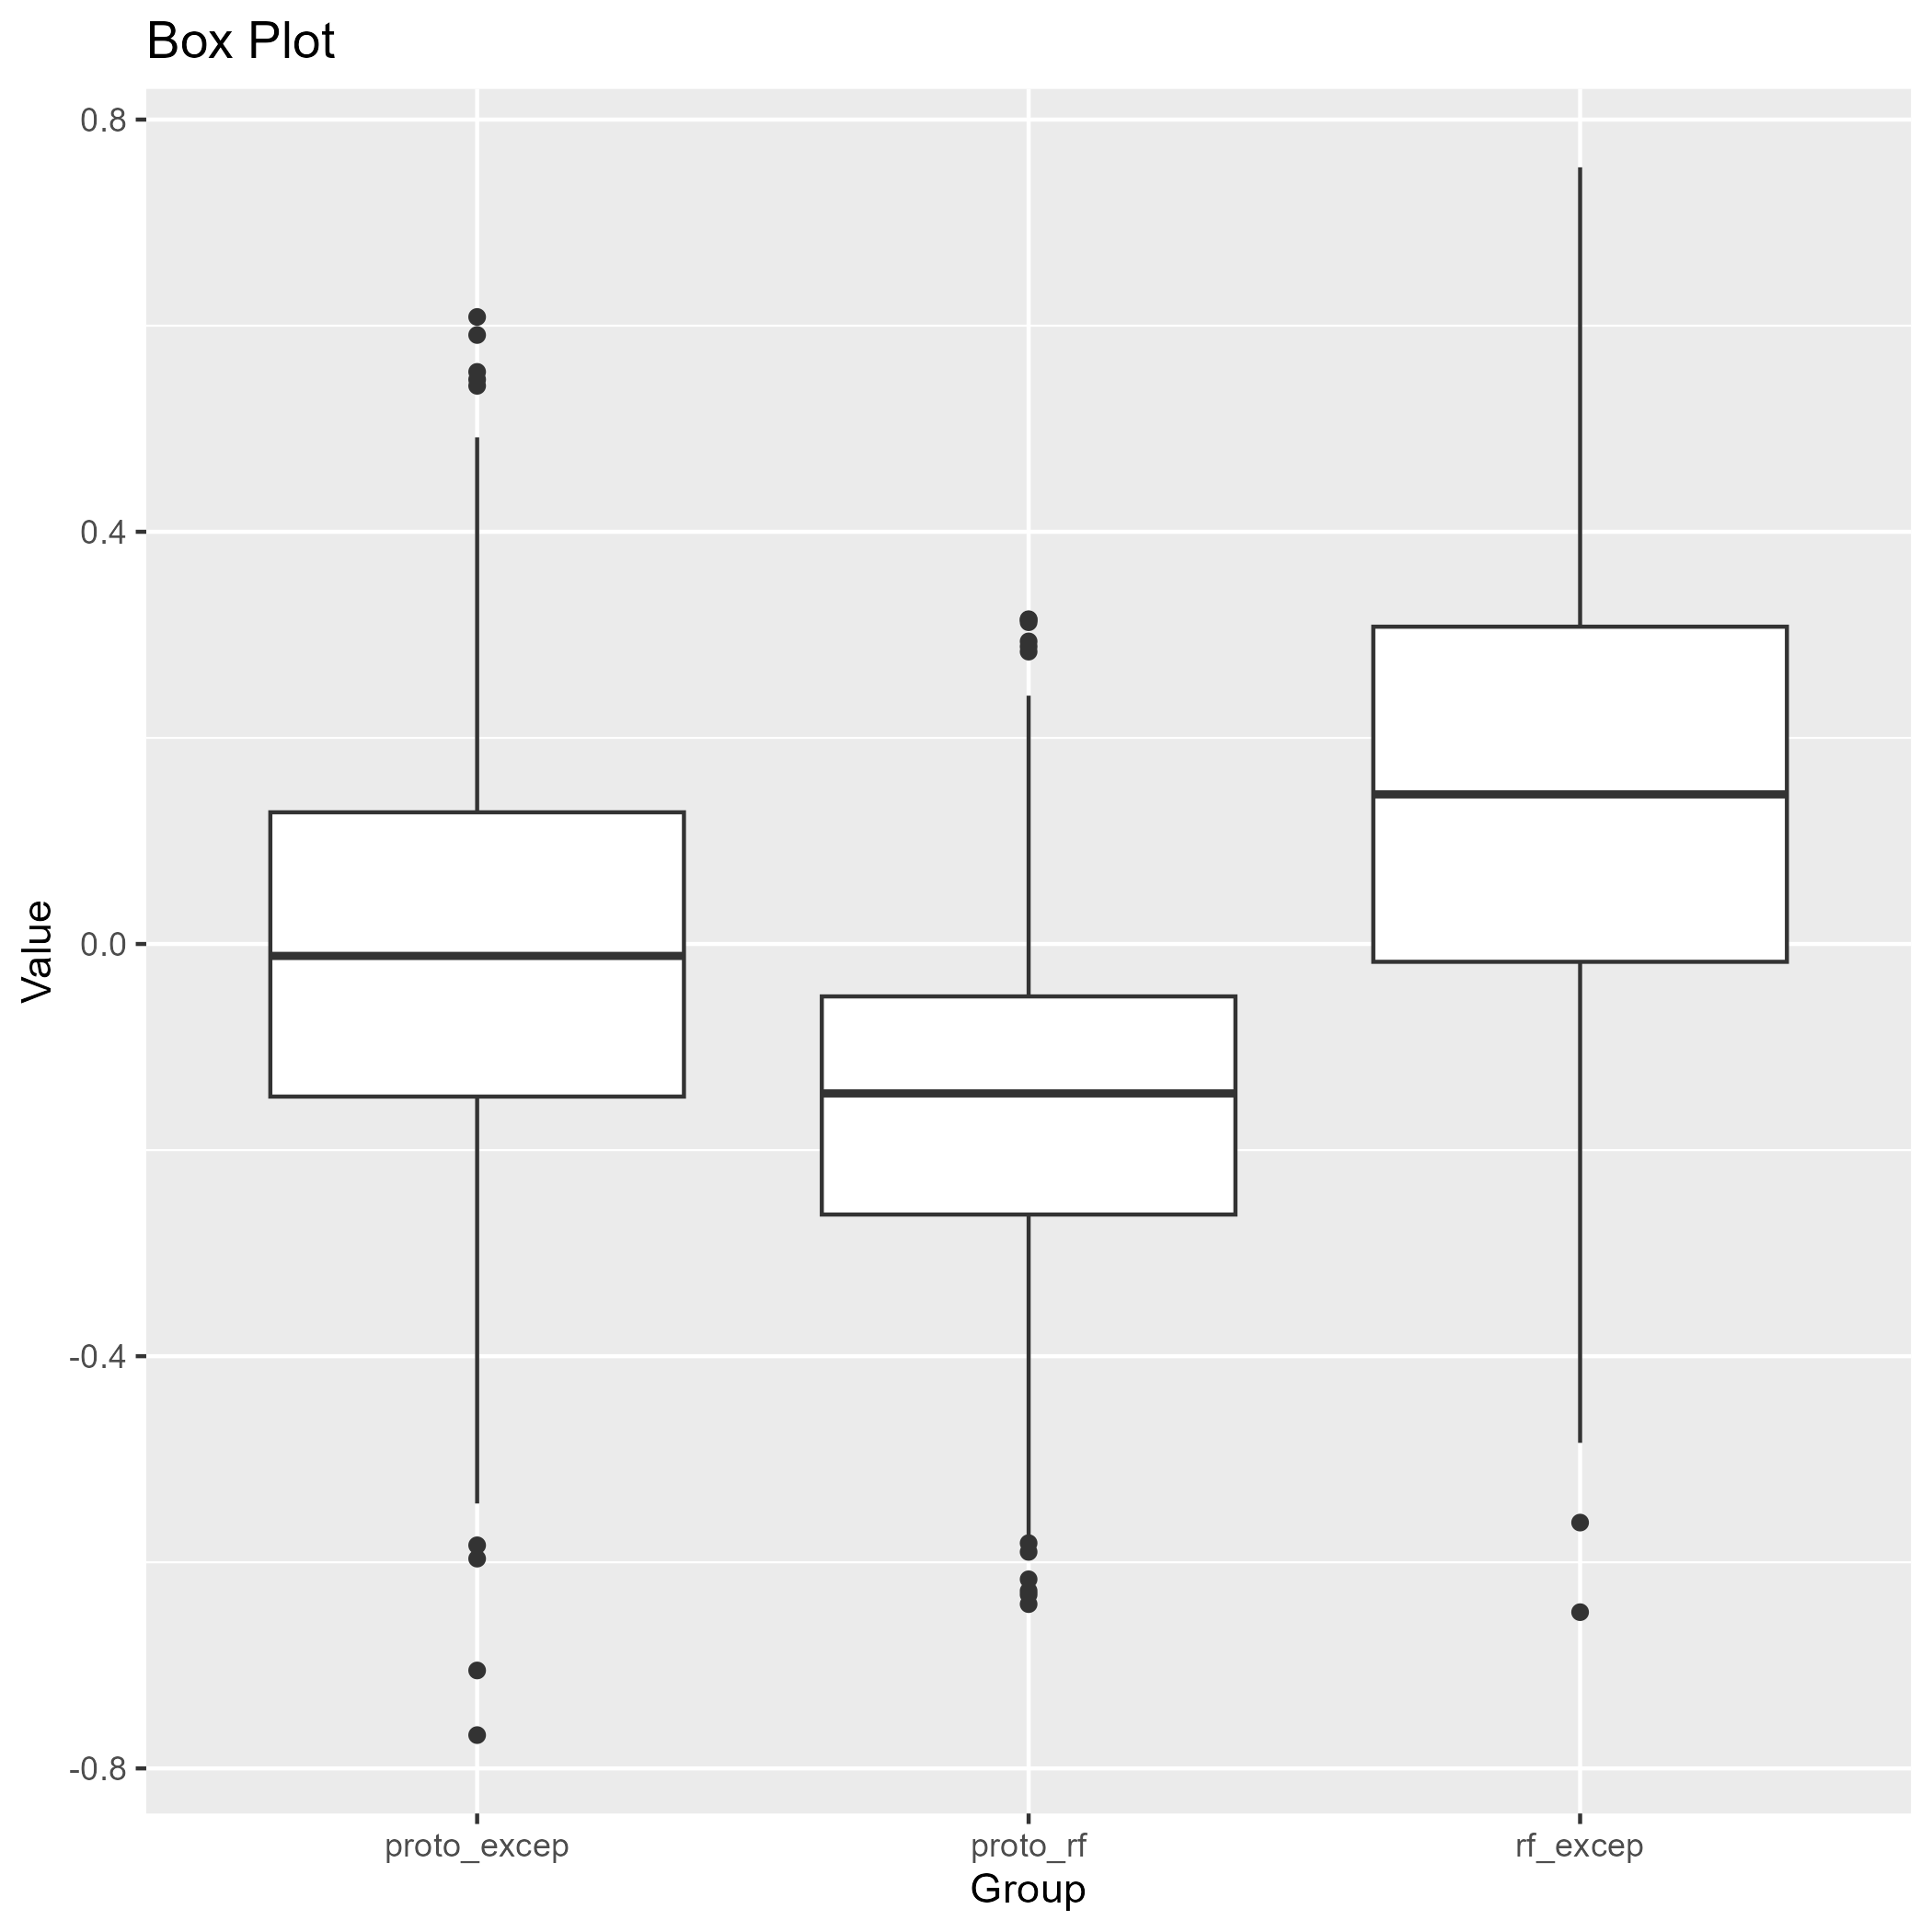 Box Plot
0.8
0.4
0.0
-0.4
-0.8
Value
proto_excep
proto_rf
rf_excep
Group